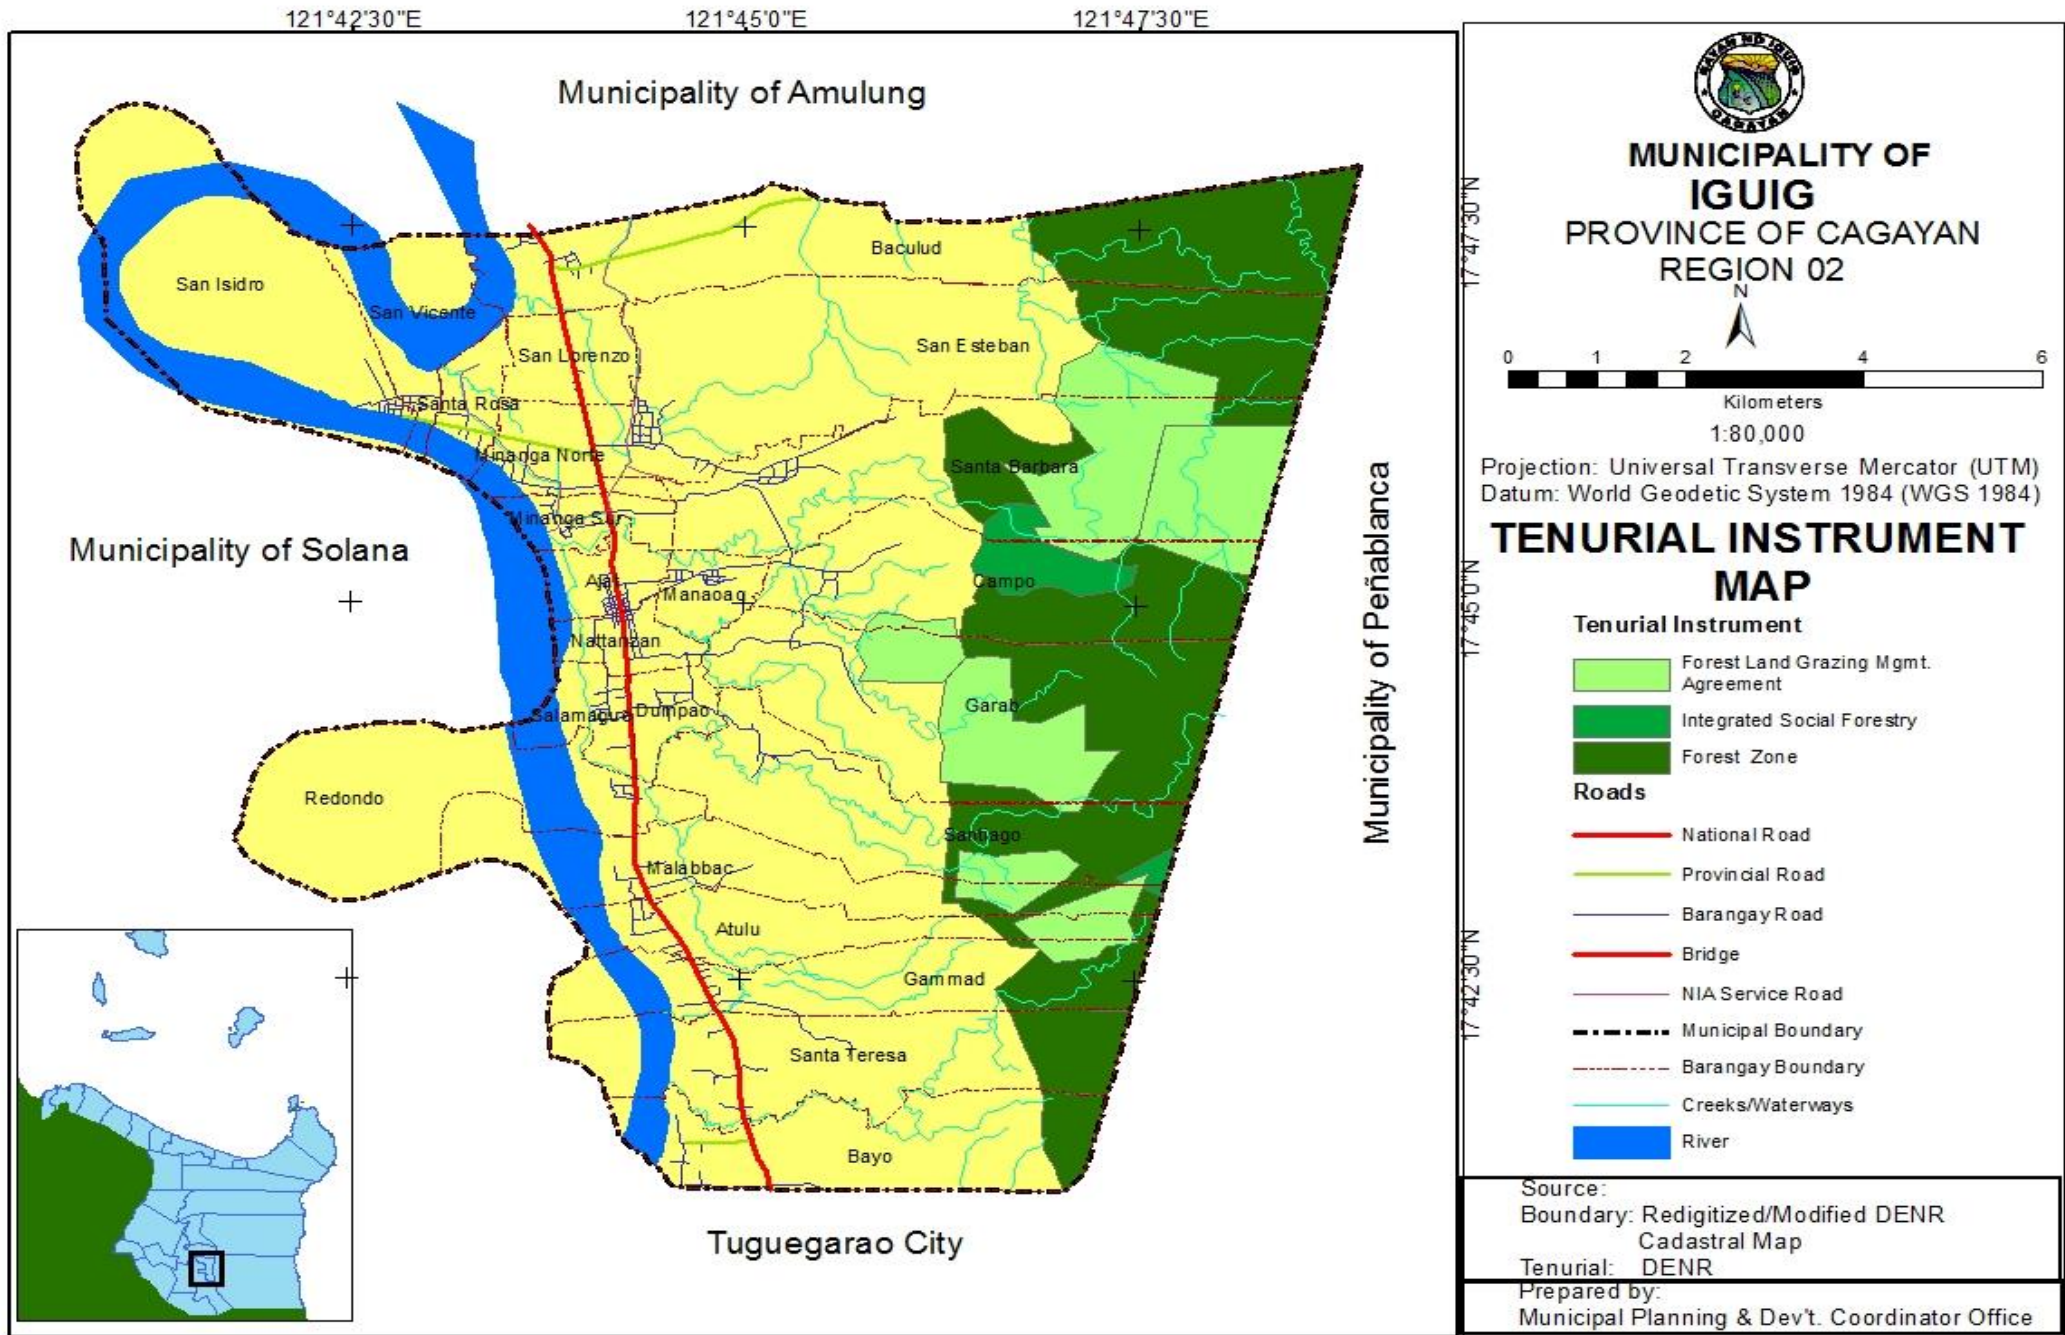 121°42'30"E
121°45'0"E
121°47'30"E
Municipality of Amulung
Baculud
San Isidro
San Vicente
San Esteban
San Lorenzo
Santa Rosa
Minanga Norte
Santa Barbara
Minanga Sur
Municipality of Solana
Campo
Manaoag
Nattanzan
Garab
Salamague
Dumpao
Redondo
Santiago
Malabbac
Atulu
Gammad
Santa Teresa
Bayo
Tuguegarao City
Municipality of Peñablanca
17°47'30"N
17°45'0"N
17°42'30"N
BAYAN NG IGUIG
CAGAYAN
MUNICIPALITY OF
IGUIG
PROVINCE OF CAGAYAN
REGION 02
N
0 1 2 4 6
Kilometers
1:80,000
Projection: Universal Transverse Mercator (UTM)
Datum: World Geodetic System 1984 (WGS 1984)
TENURIAL INSTRUMENT
MAP
Tenurial Instrument
Forest Land Grazing Mgmt.
Agreement
Integrated Social Forestry
Forest Zone
Roads
National Road
Provincial Road
Barangay Road
Bridge
NIA Service Road
Municipal Boundary
Barangay Boundary
Creeks/Waterways
River
Source:
Boundary: Redigitized/Modified DENR
Cadastral Map
Tenurial: DENR
Prepared by:
Municipal Planning & Dev't. Coordinator Office